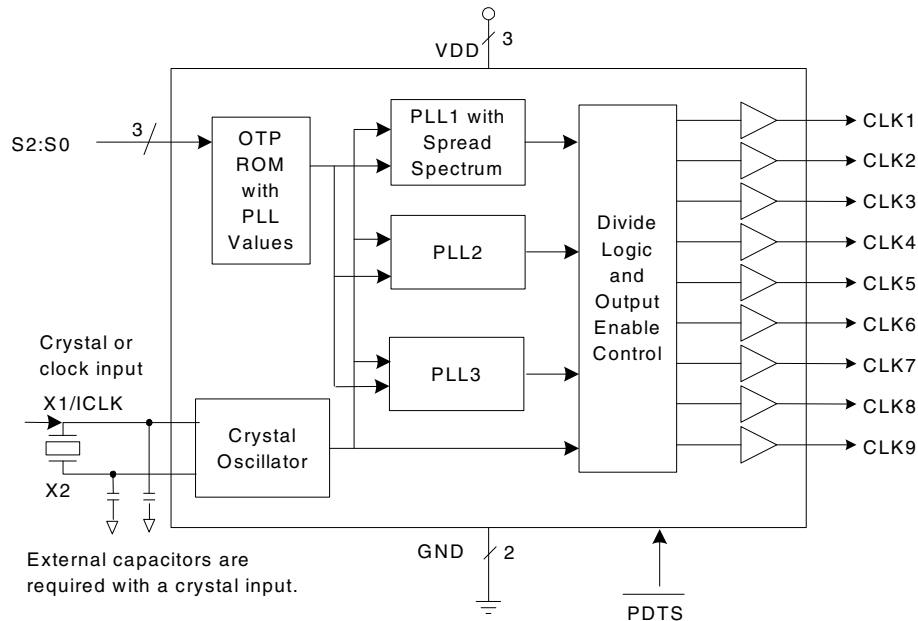 VDD
3
S2:S0
3
OTP
ROM
with
PLL
Values
PLL1 with
Spread
Spectrum
PLL2
PLL3
Divide
Logic
and
Output
Enable
Control
CLK1
CLK2
CLK3
CLK4
CLK5
CLK6
CLK7
CLK8
CLK9
Crystal or
clock input
X1/ICLK
X2
Crystal
Oscillator
External capacitors are
required with a crystal input.
GND
2
PDTS